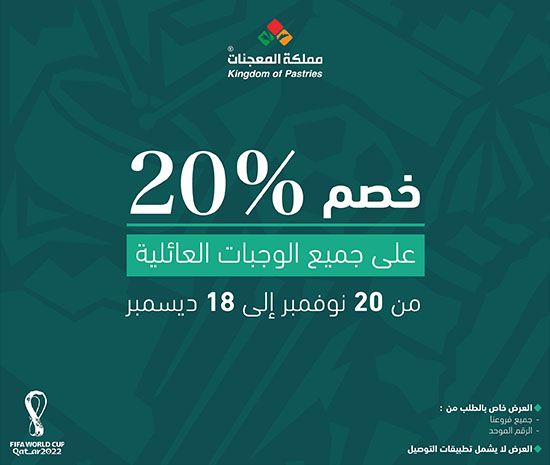 مملكة المعجنات®
Kingdom of Pastries
خصم 20%
على جميع الوجبات العائلية
من 20 نوفمبر إلى 18 ديسمبر
العرض خاص بالطلب من :
- جميع فروعنا
- الرقم الموحد
العرض لا يشمل تطبيقات التوصيل
FIFA WORLD CUP
Qatar2022